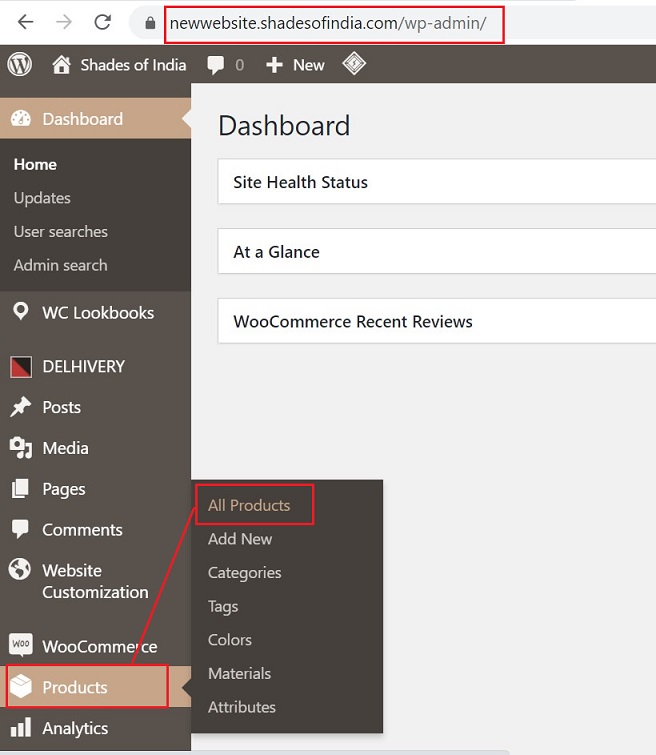 newwebsite.shadesofindia.com/wp-admin/
Shades of India 0 New
Dashboard
Home
Updates
User searches
Admin search
WC Lookbooks
DELHIVERY
Posts
Media
Pages
Comments
Website
Customization
WOO WooCommerce
Products
Analytics
Dashboard
Site Health Status
At a Glance
WooCommerce Recent Reviews
All Products
Add New
Categories
Tags
Colors
Materials
Attributes